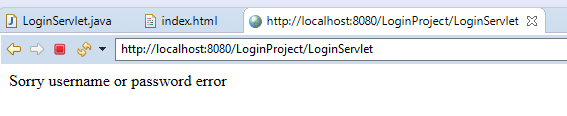 LoginServlet.java index.html http://localhost:8080/LoginProject/LoginServlet
http://localhost:8080/LoginProject/LoginServlet
Sorry username or password error